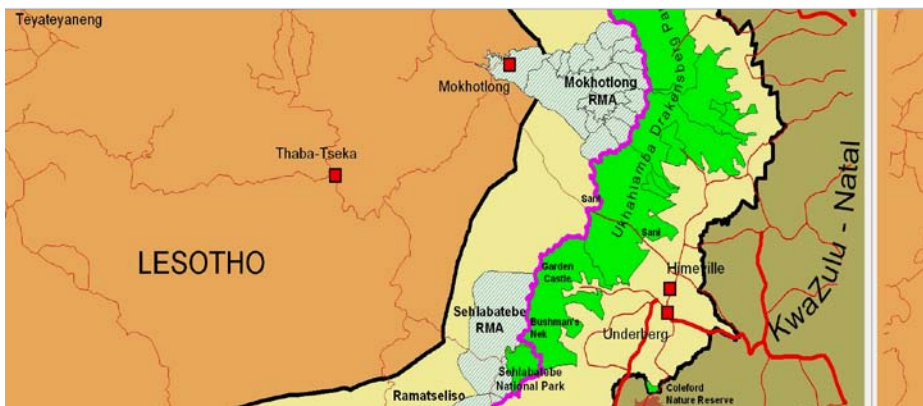 Teyateyaneng
Mokhotlong
Mokhotlong
RMA
Thaba-Tseka
LESOTHO
Ukhahlamba Drakensberg Pa
Sani
Sani
Garden
Castle
Himeville
KwaZulu - Natal
Sehlabatebe
RMA
Bushman's
Nek
Underberg
Sehlabatebe
National Park
Ramatseliso
Coleford
Nature Reserve